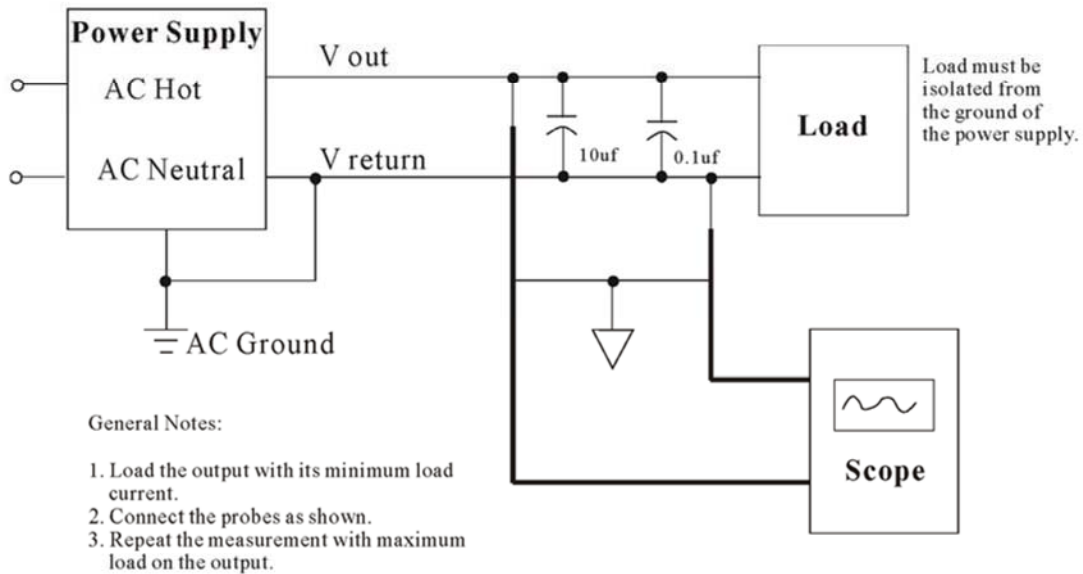 Power Supply
AC Hot
AC Neutral
V out
V return
10uf
0.1uf
Load
Load must be
isolated from
the ground of
the power supply.
AC Ground
Scope
General Notes:
1. Load the output with its minimum load
current.
2. Connect the probes as shown.
3. Repeat the measurement with maximum
load on the output.